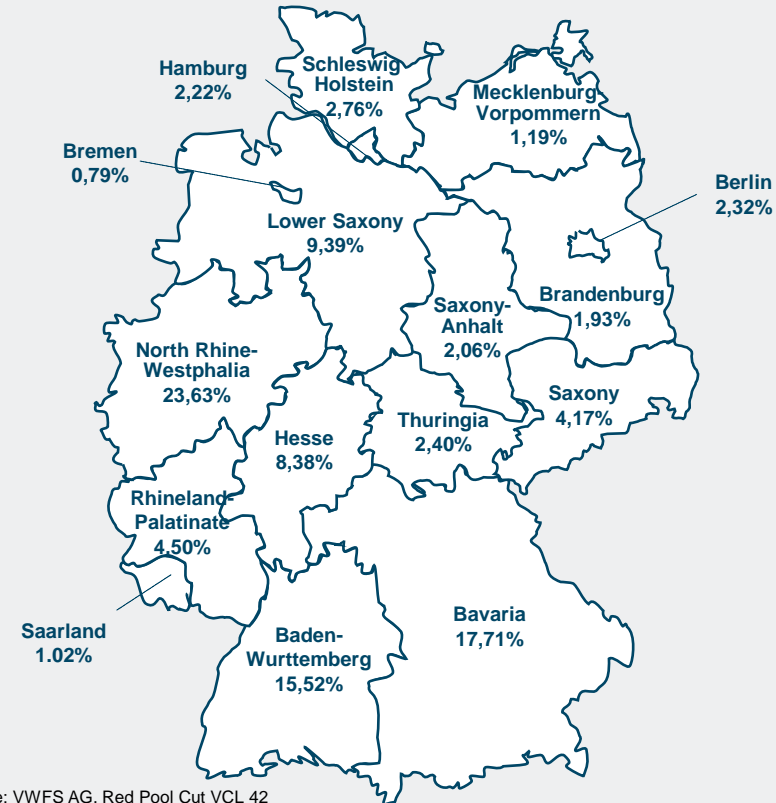 Schleswig
Holstein
2,76%
Hamburg
2,22%
Mecklenburg
Vorpommern
1,19%
Bremen
0,79%
Berlin
2,32%
Lower Saxony
9,39%
Brandenburg
1,93%
Saxony-
Anhalt
2,06%
North Rhine-
Westphalia
23,63%
Saxony
4,17%
Thuringia
2,40%
Hesse
8,38%
Rhineland-
Palatinate
4,50%
Saarland
1.02%
Bavaria
17,71%
Baden-
Wurttemberg
15,52%
e: VWFS AG, Red Pool Cut VCL 42